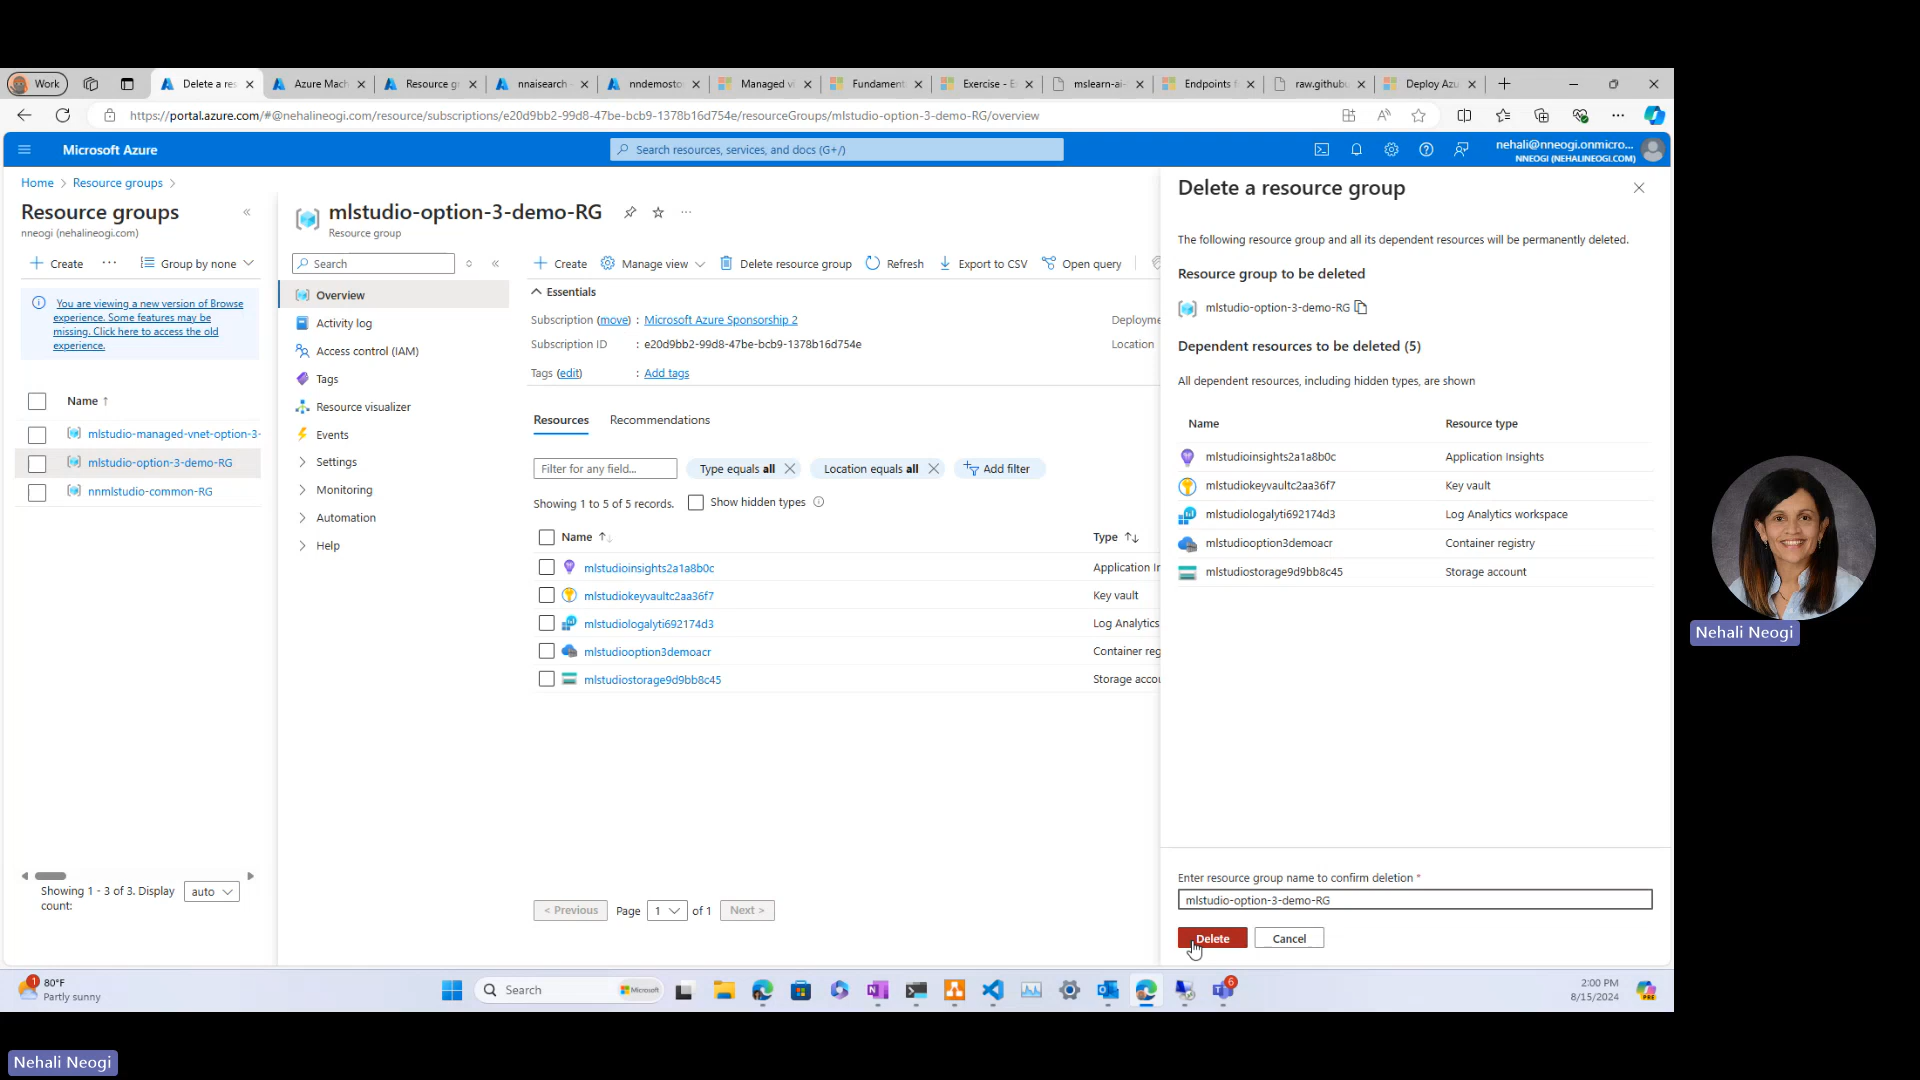 Work
Delete a res
Azure Mach
Resource g
nnaisearch
nndemostor
Managed vi
Fundament
Exercise - E
mslearn-ai-
Endpoints f
raw.githubu
Deploy Azu
https://portal.azure.com/#@nehalineogi.com/resource/subscriptions/e20d9bb2-99d8-47be-bcb9-1378b16d754e/resourceGroups/mlstudio-option-3-demo-RG/overview
Microsoft Azure
Search resources, services, and docs (G+/)
nehali@nneogi.onmicro...
NNEOGI (NEHALINEOGI.COM)
Home > Resource groups >
Resource groups
nneogi (nehalineogi.com)
Create
Group by none
You are viewing a new version of Browse
experience. Some features may be
missing. Click here to access the old
experience.
Name ↑
mlstudio-managed-vnet-option-3-
mlstudio-option-3-demo-RG
nnmlstudio-common-RG
Showing 1 - 3 of 3. Display
count:
auto
mlstudio-option-3-demo-RG
Resource group
Search
Overview
Activity log
Access control (IAM)
Tags
Resource visualizer
Events
Settings
Monitoring
Automation
Help
Create
Manage view
Delete resource group
Refresh
Export to CSV
Open query
Essentials
Subscription (move) : Microsoft Azure Sponsorship 2
Subscription ID : e20d9bb2-99d8-47be-bcb9-1378b16d754e
Tags (edit) : Add tags
Deployme
Location
Resources
Recommendations
Filter for any field...
Type equals all
Location equals all
Add filter
Showing 1 to 5 of 5 records.
Show hidden types
Name ↑↓
Type ↑↓
mlstudioinsights2a1a8b0c
Application In
mlstudiokeyvaultc2aa36f7
Key vault
mlstudiologalyti692174d3
Log Analytics
mlstudiooption3demoacr
Container reg
mlstudiostorage9d9bb8c45
Storage accou
< Previous
Page
1
of 1
Next >
Delete a resource group
The following resource group and all its dependent resources will be permanently deleted.
Resource group to be deleted
mlstudio-option-3-demo-RG
Dependent resources to be deleted (5)
All dependent resources, including hidden types, are shown
Name
Resource type
mlstudioinsights2a1a8b0c
Application Insights
mlstudiokeyvaultc2aa36f7
Key vault
mlstudiologalyti692174d3
Log Analytics workspace
mlstudiooption3demoacr
Container registry
mlstudiostorage9d9bb8c45
Storage account
Enter resource group name to confirm deletion *
mlstudio-option-3-demo-RG
Delete
Cancel
1
80°F
Partly sunny
Search
Microsoft
6
2:00 PM
8/15/2024
PRE
Nehali Neogi
Nehali Neogi